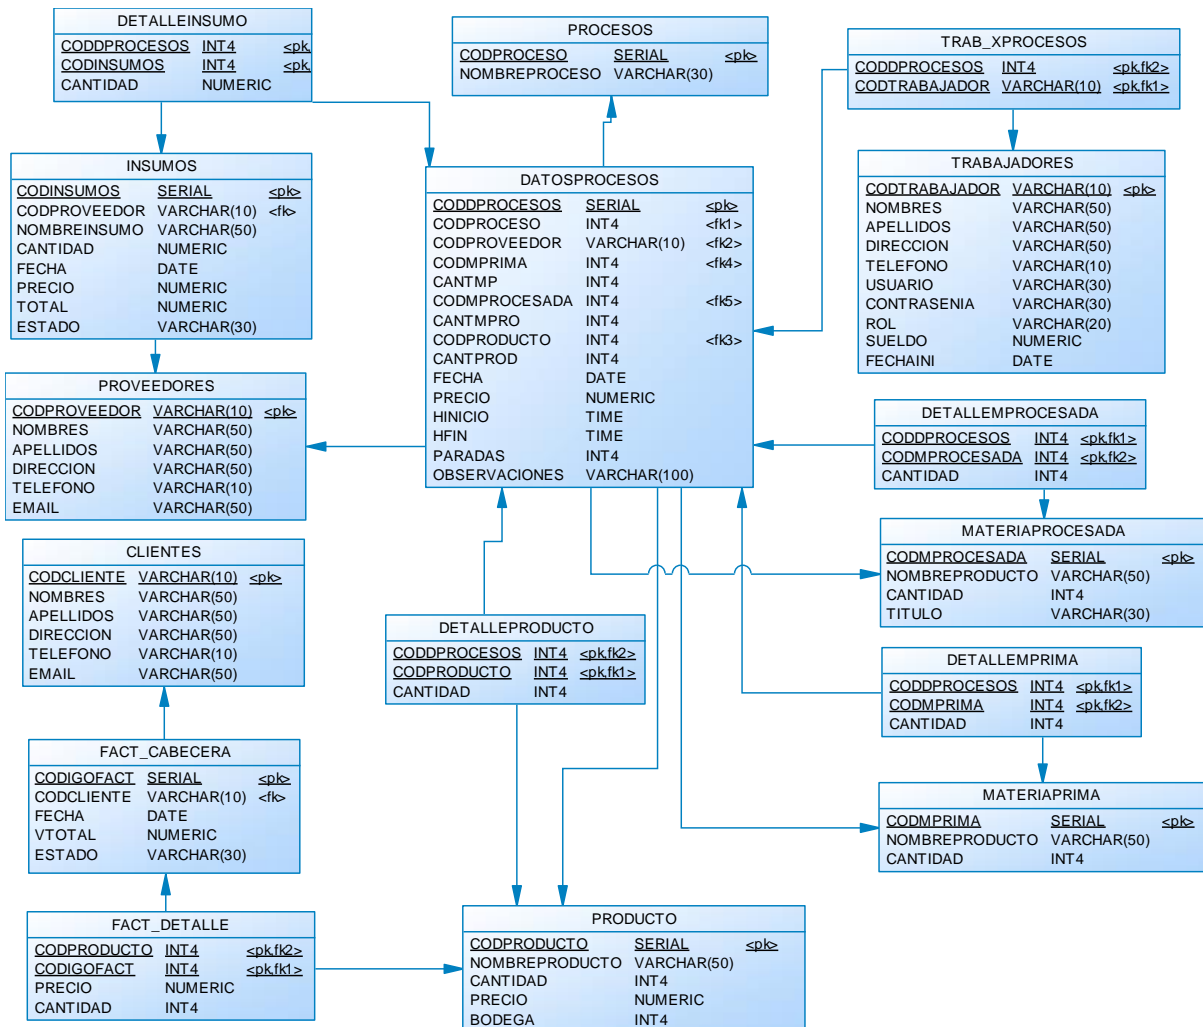 DETALLEINSUMO
CODDPROCESOS INT4 <pk,
CODINSUMOS INT4 <pk,
CANTIDAD NUMERIC
PROCESOS
CODPROCESO SERIAL <pk>
NOMBREPROCESO VARCHAR(30)
TRAB_XPROCESOS
CODDPROCESOS INT4 <pk,fk2>
CODTRABAJADOR VARCHAR(10) <pk,fk1>
INSUMOS
CODINSUMOS SERIAL <pk>
CODPROVEEDOR VARCHAR(10) <fk>
NOMBREINSUMO VARCHAR(50)
CANTIDAD NUMERIC
FECHA DATE
PRECIO NUMERIC
TOTAL NUMERIC
ESTADO VARCHAR(30)
DATOSPROCESOS
CODDPROCESOS SERIAL <pk>
CODPROCESO INT4 <fk1>
CODPROVEEDOR VARCHAR(10) <fk2>
CODMPRIMA INT4 <fk4>
CANTMP INT4
CODMPROCESADA INT4 <fk5>
CANTMPRO INT4
CODPRODUCTO INT4 <fk3>
CANTPROD INT4
FECHA DATE
PRECIO NUMERIC
HINICIO TIME
HFIN TIME
PARADAS INT4
OBSERVACIONES VARCHAR(100)
TRABAJADORES
CODTRABAJADOR VARCHAR(10) <pk>
NOMBRES VARCHAR(50)
APELLIDOS VARCHAR(50)
DIRECCION VARCHAR(50)
TELEFONO VARCHAR(10)
USUARIO VARCHAR(30)
CONTRASENIA VARCHAR(30)
ROL VARCHAR(20)
SUELDO NUMERIC
FECHAINI DATE
PROVEEDORES
CODPROVEEDOR VARCHAR(10) <pk>
NOMBRES VARCHAR(50)
APELLIDOS VARCHAR(50)
DIRECCION VARCHAR(50)
TELEFONO VARCHAR(10)
EMAIL VARCHAR(50)
DETALLEMPROCESADA
CODDPROCESOS INT4 <pk,fk1>
CODMPROCESADA INT4 <pk,fk2>
CANTIDAD INT4
MATERIAPROCESADA
CODMPROCESADA SERIAL <pk>
NOMBREPRODUCTO VARCHAR(50)
CANTIDAD INT4
TITULO VARCHAR(30)
CLIENTES
CODCLIENTE VARCHAR(10) <pk>
NOMBRES VARCHAR(50)
APELLIDOS VARCHAR(50)
DIRECCION VARCHAR(50)
TELEFONO VARCHAR(10)
EMAIL VARCHAR(50)
DETALLEPRODUCTO
CODDPROCESOS INT4 <pk,fk2>
CODPRODUCTO INT4 <pk,fk1>
CANTIDAD INT4
DETALLEMPRIMA
CODDPROCESOS INT4 <pk,fk1>
CODMPRIMA INT4 <pk,fk2>
CANTIDAD INT4
FACT_CABECERA
CODIGOFACT SERIAL <pk>
CODCLIENTE VARCHAR(10) <fk>
FECHA DATE
VTOTAL NUMERIC
ESTADO VARCHAR(30)
MATERIAPRIMA
CODMPRIMA SERIAL <pk>
NOMBREPRODUCTO VARCHAR(50)
CANTIDAD INT4
FACT_DETALLE
CODPRODUCTO INT4 <pk,fk2>
CODIGOFACT INT4 <pk,fk1>
PRECIO NUMERIC
CANTIDAD INT4
PRODUCTO
CODPRODUCTO SERIAL <pk>
NOMBREPRODUCTO VARCHAR(50)
CANTIDAD INT4
PRECIO NUMERIC
BODEGA INT4